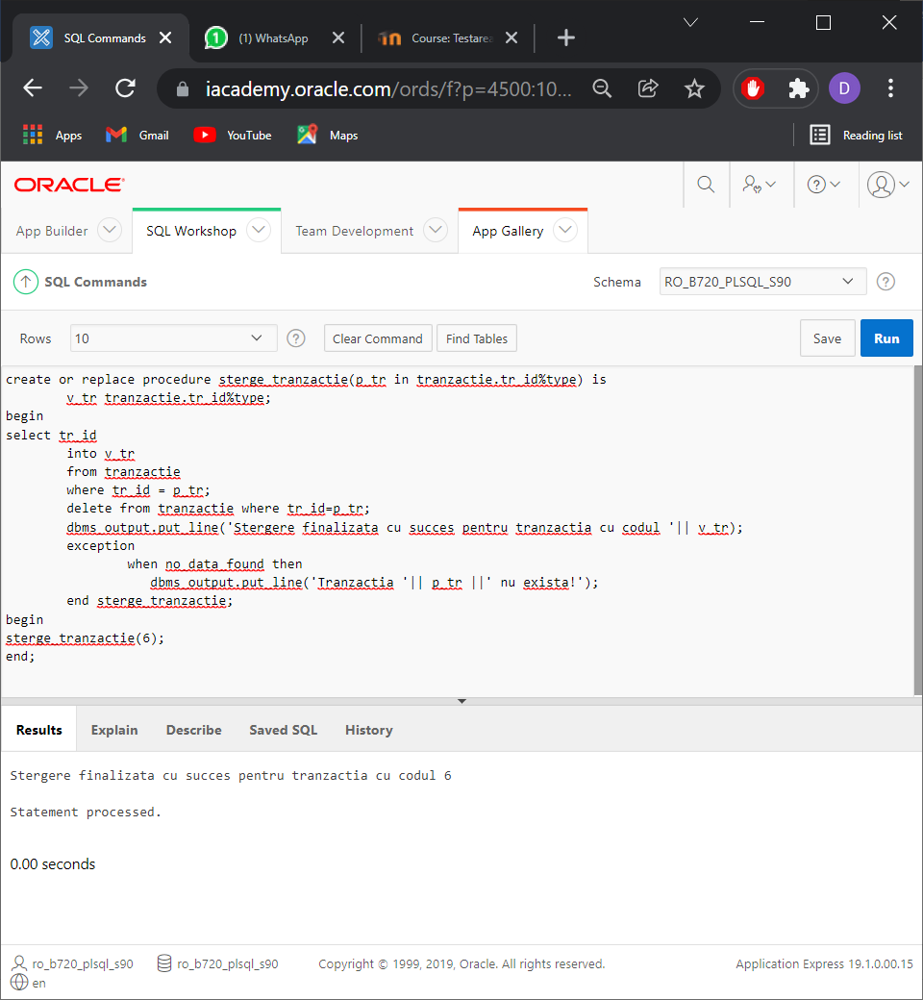 SQL Commands
1
(1) WhatsApp
Course: Testarea
iacademy.oracle.com/ords/f?p=4500:10...
D
Apps
Gmail
YouTube
Maps
Reading list
ORACLE
App Builder
SQL Workshop
Team Development
App Gallery
SQL Commands
Schema
RO_B720_PLSQL_S90
Rows
10
Clear Command
Find Tables
Save
Run
create or replace procedure sterge_tranzactie(p_tr in tranzactie.tr_id%type) is
v_tr tranzactie.tr_id%type;
begin
select tr_id
into v_tr
from tranzactie
where tr_id = p_tr;
delete from tranzactie where tr_id=p_tr;
dbms_output.put_line('Stergere finalizata cu succes pentru tranzactia cu codul '|| v_tr);
exception
when no_data_found then
dbms_output.put_line('Tranzactia '|| p_tr ||' nu exista!');
end sterge_tranzactie;
begin
sterge_tranzactie(6);
end;
Results
Explain
Describe
Saved SQL
History
Stergere finalizata cu succes pentru tranzactia cu codul 6
Statement processed.
0.00 seconds
ro_b720_plsql_s90
ro_b720_plsql_s90
Copyright © 1999, 2019, Oracle. All rights reserved.
Application Express 19.1.0.00.15
en